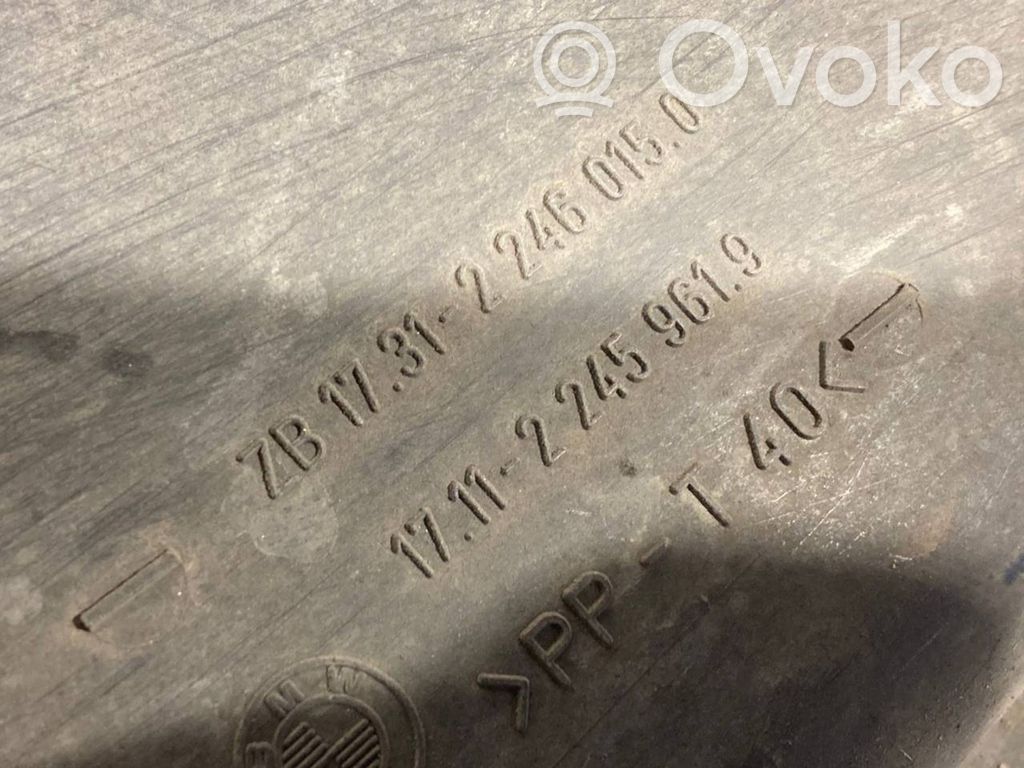 Ovoko
ZB 17.31-2 246 015.0
17.11-2 245 961.9
>PP-T 40<
BMW